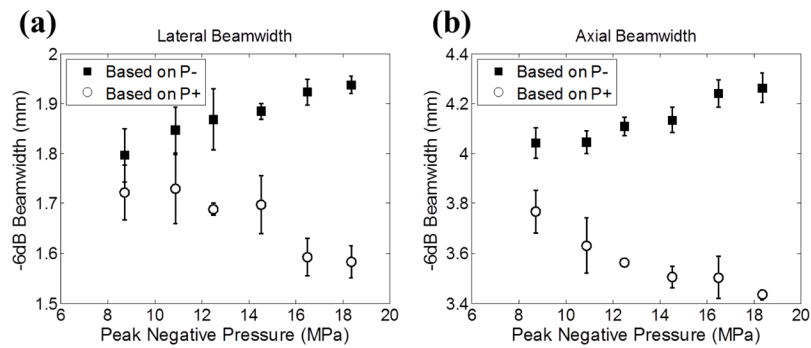 (a)
Lateral Beamwidth
Based on P-
Based on P+
-6dB Beamwidth (mm)
2
1.9
1.8
1.7
1.6
1.5
6 8 10 12 14 16 18 20
Peak Negative Pressure (MPa)
(b)
Axial Beamwidth
Based on P-
Based on P+
-6dB Beamwidth (mm)
4.4
4.2
4
3.8
3.6
3.4
6 8 10 12 14 16 18 20
Peak Negative Pressure (MPa)